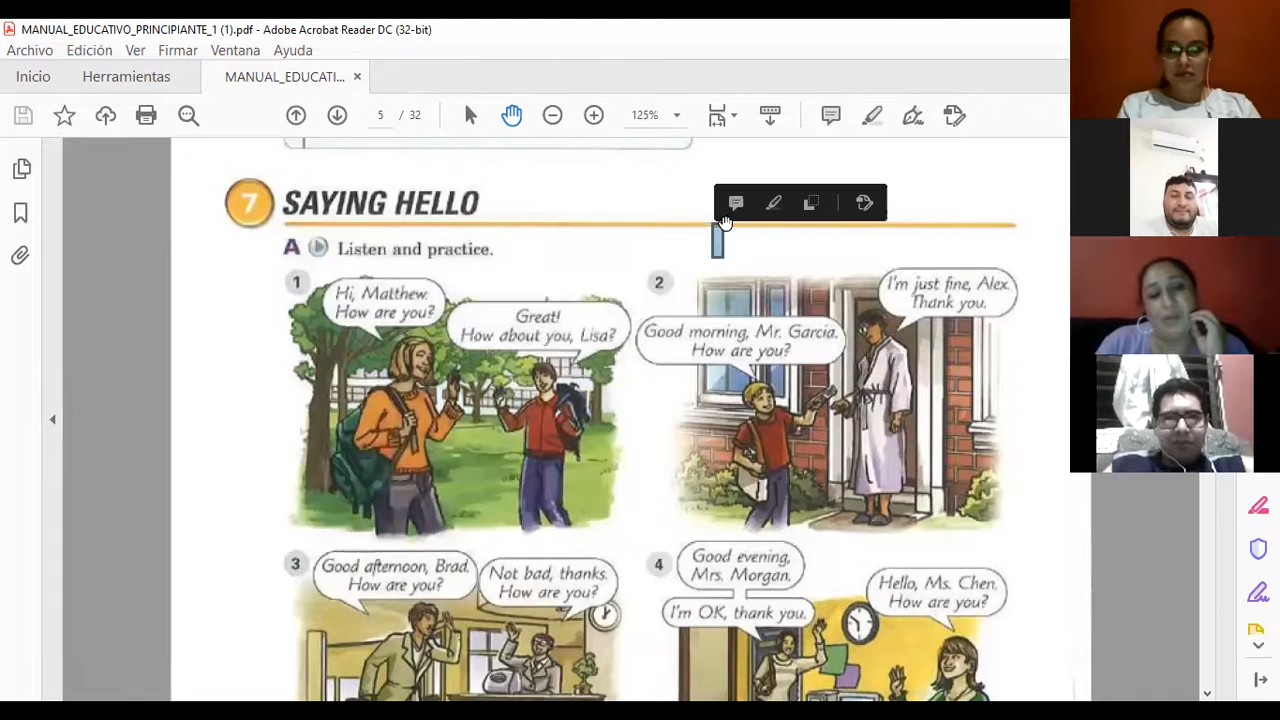 MANUAL_EDUCATIVO_PRINCIPIANTE_1 (1).pdf - Adobe Acrobat Reader DC (32-bit)
Archivo Edición Ver Firmar Ventana Ayuda
Inicio Herramientas MANUAL_EDUCATI... ×
5 / 32 125%
7 SAYING HELLO
A Listen and practice.
1
Hi, Matthew.
How are you?
Great!
How about you, Lisa?
2
Good morning, Mr. Garcia.
How are you?
I'm just fine, Alex.
Thank you.
3
Good afternoon, Brad.
How are you?
Not bad, thanks.
How are you?
4
Good evening,
Mrs. Morgan.
I'm OK, thank you.
Hello, Ms. Chen.
How are you?